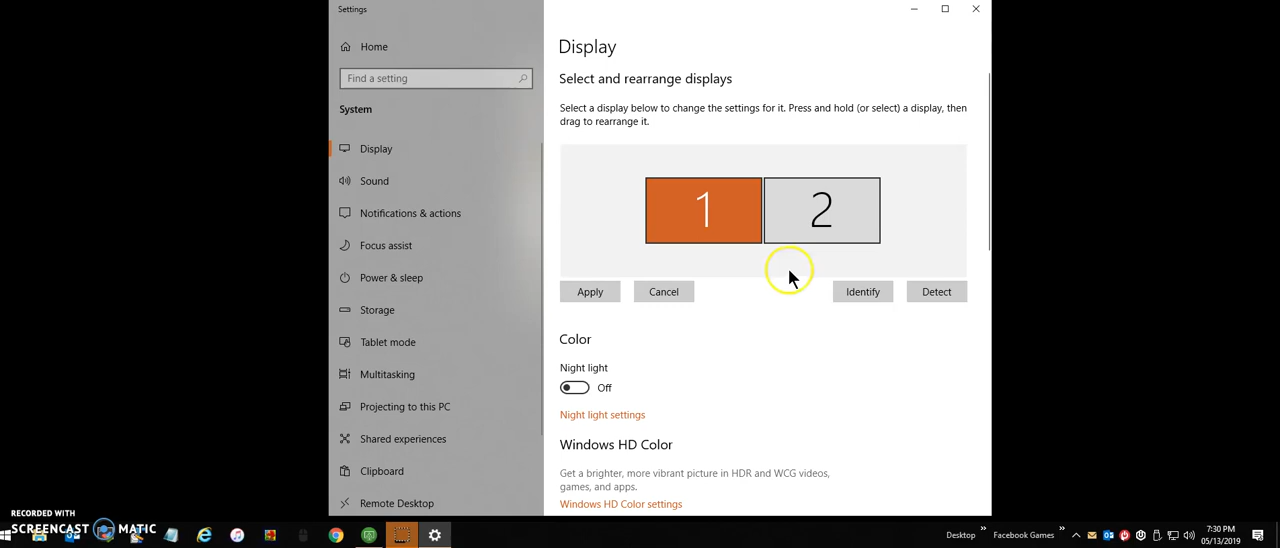 Settings
Home
Find a setting
System
Display
Sound
Notifications & actions
Focus assist
Power & sleep
Storage
Tablet mode
Multitasking
Projecting to this PC
Shared experiences
Clipboard
Remote Desktop
Display
Select and rearrange displays
Select a display below to change the settings for it. Press and hold (or select) a display, then
drag to rearrange it.
1 2
Apply Cancel Identify Detect
Color
Night light
Off
Night light settings
Windows HD Color
Get a brighter, more vibrant picture in HDR and WCG videos,
games, and apps.
Windows HD Color settings
RECORDED WITH
SCREENCAST MATIC
Desktop » Facebook Games » 7:30 PM
05/13/2019